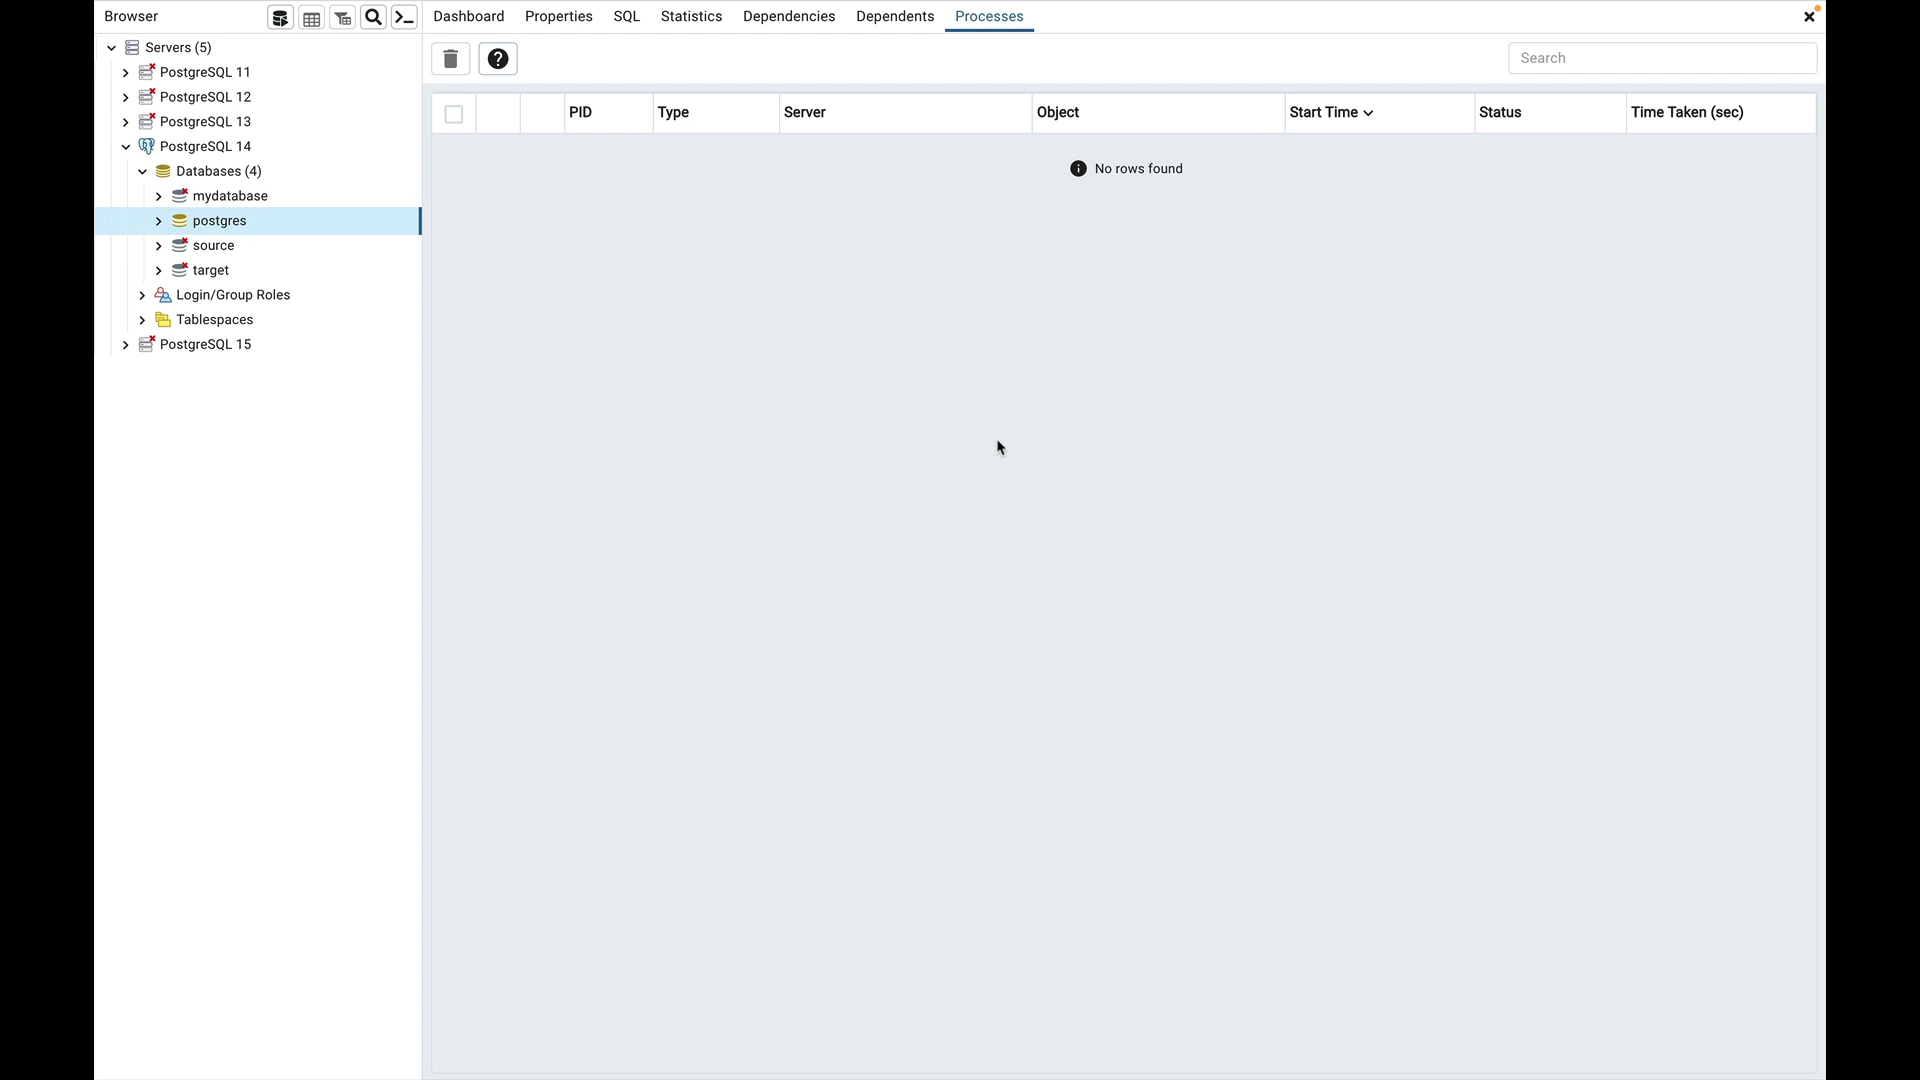 Browser
Dashboard Properties SQL Statistics Dependencies Dependents Processes
Servers (5)
PostgreSQL 11
PostgreSQL 12
PostgreSQL 13
PostgreSQL 14
Databases (4)
mydatabase
postgres
source
target
Login/Group Roles
Tablespaces
PostgreSQL 15
Search
PID Type Server Object Start Time Status Time Taken (sec)
No rows found